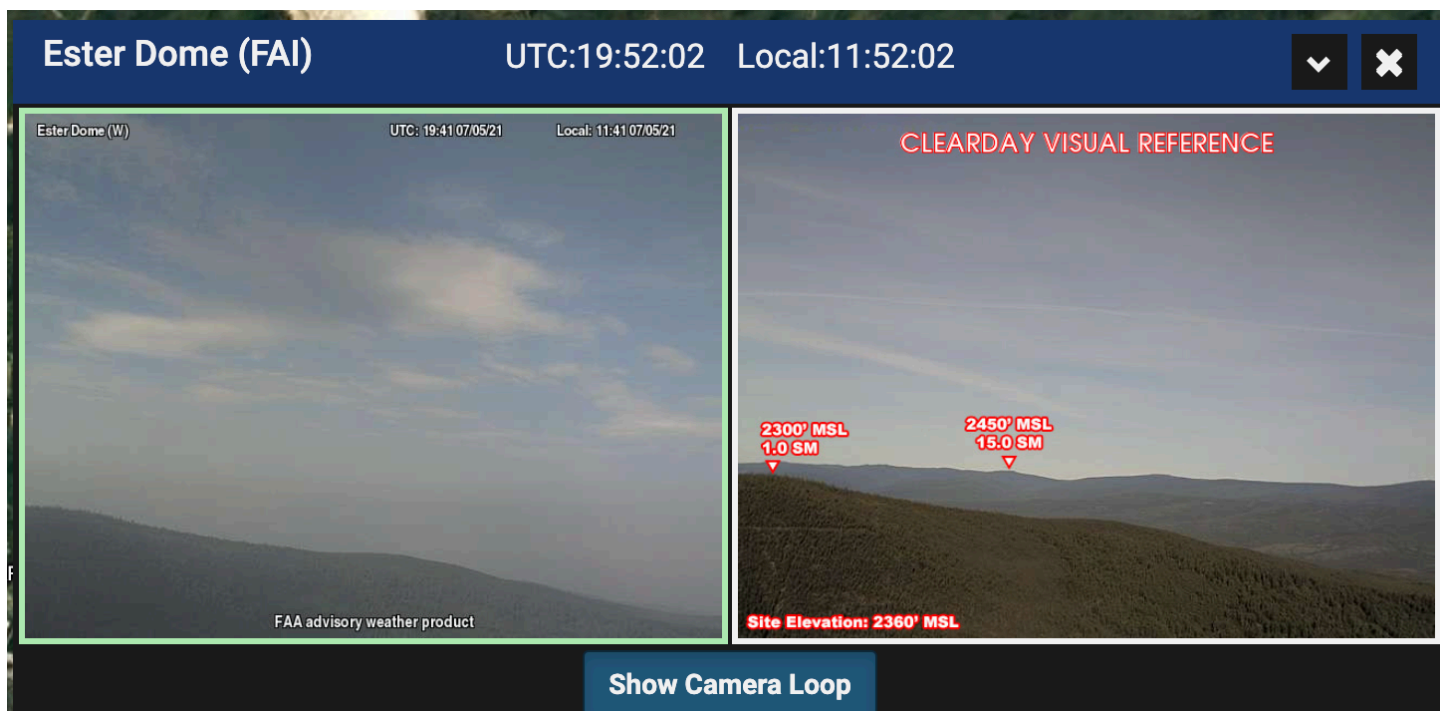 Ester Dome (FAI) UTC:19:52:02 Local:11:52:02
Ester Dome (W) UTC: 19:41 07/05/21 Local: 11:41 07/05/21
FAA advisory weather product
CLEARDAY VISUAL REFERENCE
2300' MSL
1.0 SM
2450' MSL
15.0 SM
Site Elevation: 2360' MSL
Show Camera Loop